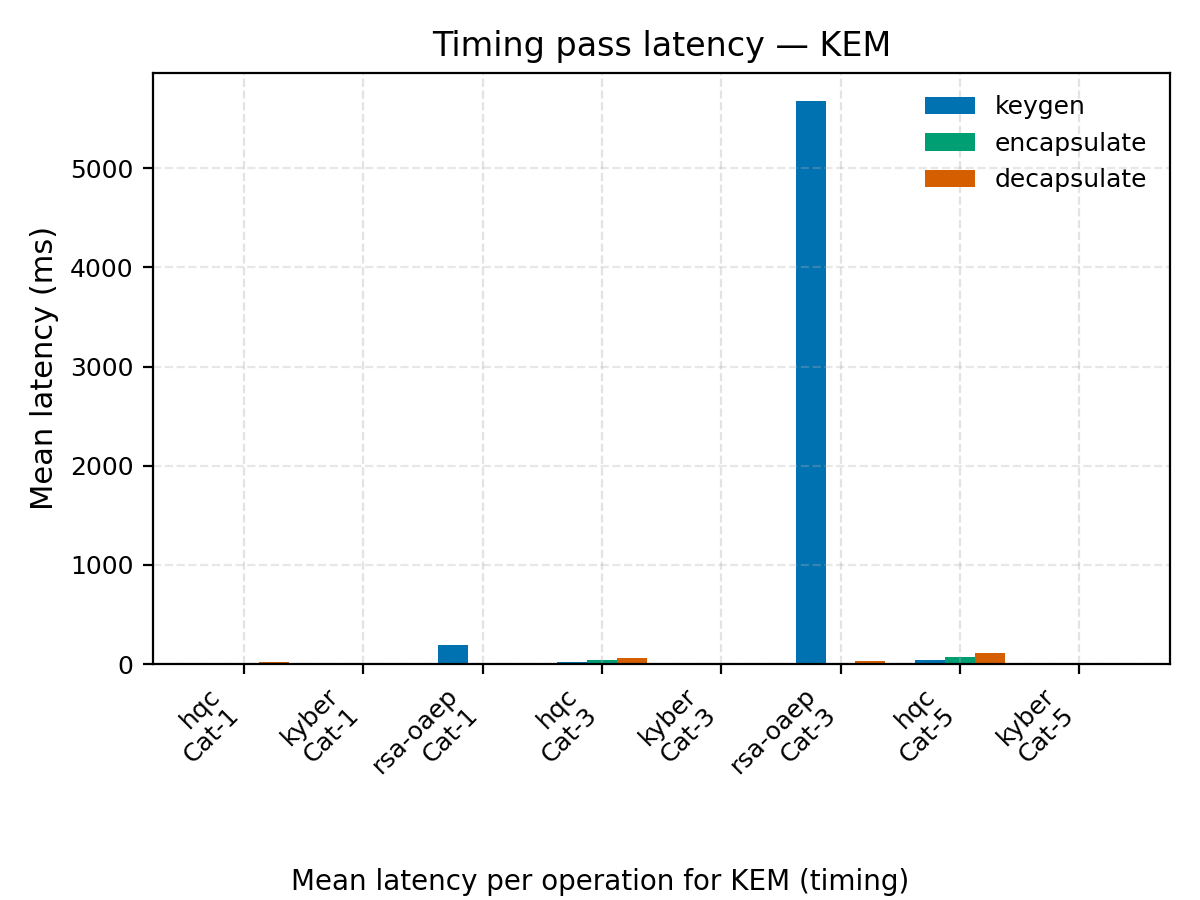 Timing pass latency — KEM
keygen
encapsulate
decapsulate
Mean latency (ms)
5000
4000
3000
2000
1000
0
hqc
Cat-1
kyber
Cat-1
rsa-oaep
Cat-1
hqc
Cat-3
kyber
Cat-3
rsa-oaep
Cat-3
hqc
Cat-5
kyber
Cat-5
Mean latency per operation for KEM (timing)